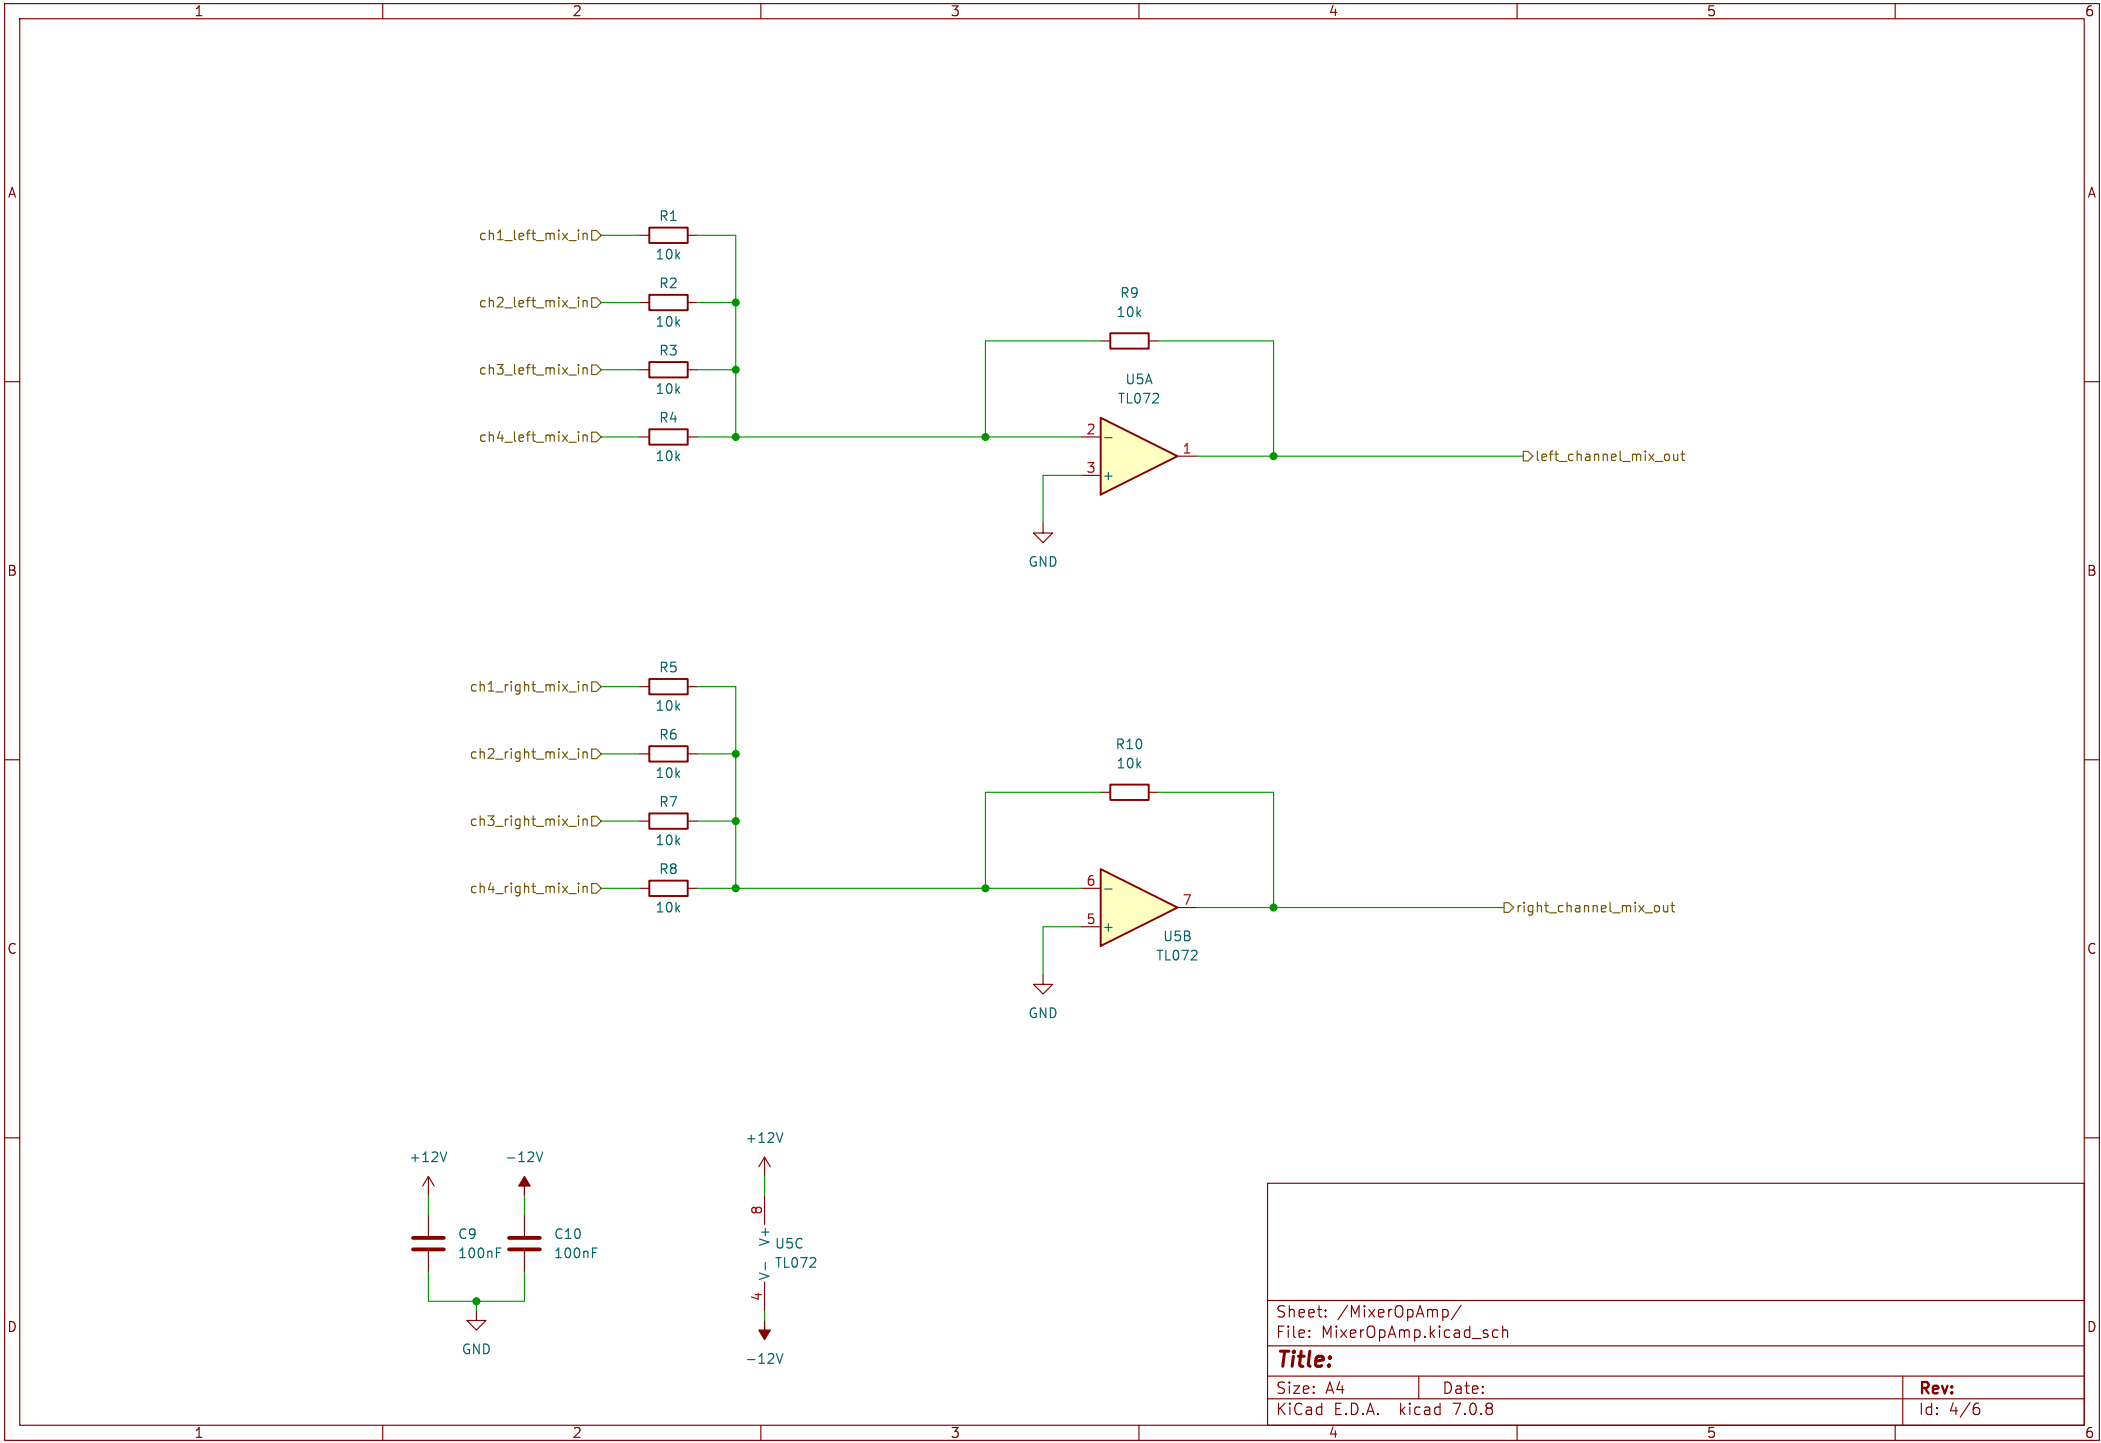 1 2 3 4 5 6
A A
R1
ch1_left_mix_in
10k
R2
ch2_left_mix_in
10k
R9
10k
R3
ch3_left_mix_in
10k
U5A
TL072
R4
ch4_left_mix_in
10k
2 −
1
3 +
left_channel_mix_out
GND
B B
R5
ch1_right_mix_in
10k
R6
ch2_right_mix_in
10k
R10
10k
R7
ch3_right_mix_in
10k
R8
ch4_right_mix_in
10k
6 −
7
5 +
right_channel_mix_out
U5B
TL072
GND
C C
+12V
-12V
C9
100nF
C10
100nF
GND
+12V
8
V+
U5C
TL072
V-
4
-12V
D D
Sheet: /MixerOpAmp/
File: MixerOpAmp.kicad_sch
Title:
Size: A4 Date: Rev:
KiCad E.D.A. kicad 7.0.8 Id: 4/6
1 2 3 4 5 6